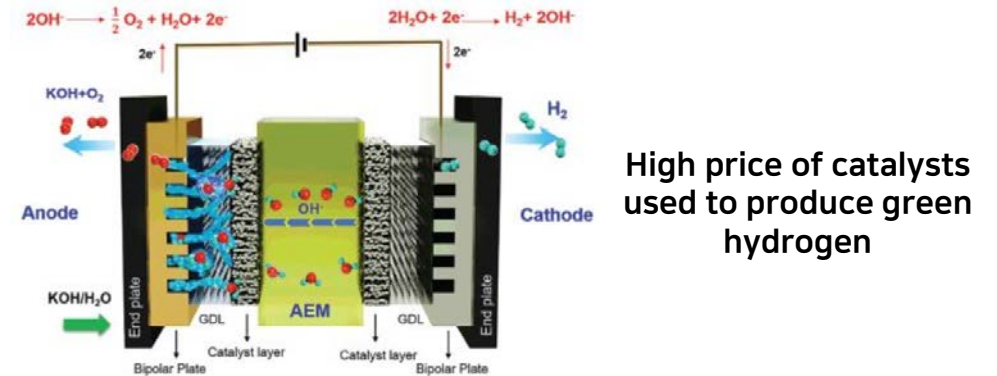 2OH⁻ → 1/2 O₂ + H₂O+ 2e⁻
2H₂O+ 2e⁻ → H₂+ 2OH⁻
2e⁻
2e⁻
KOH+O₂
H₂
Anode
OH⁻
Cathode
KOH/H₂O
End plate
GDL
AEM
GDL
End plate
Catalyst layer
Catalyst layer
Bipolar Plate
Bipolar Plate
High price of catalysts
used to produce green
hydrogen